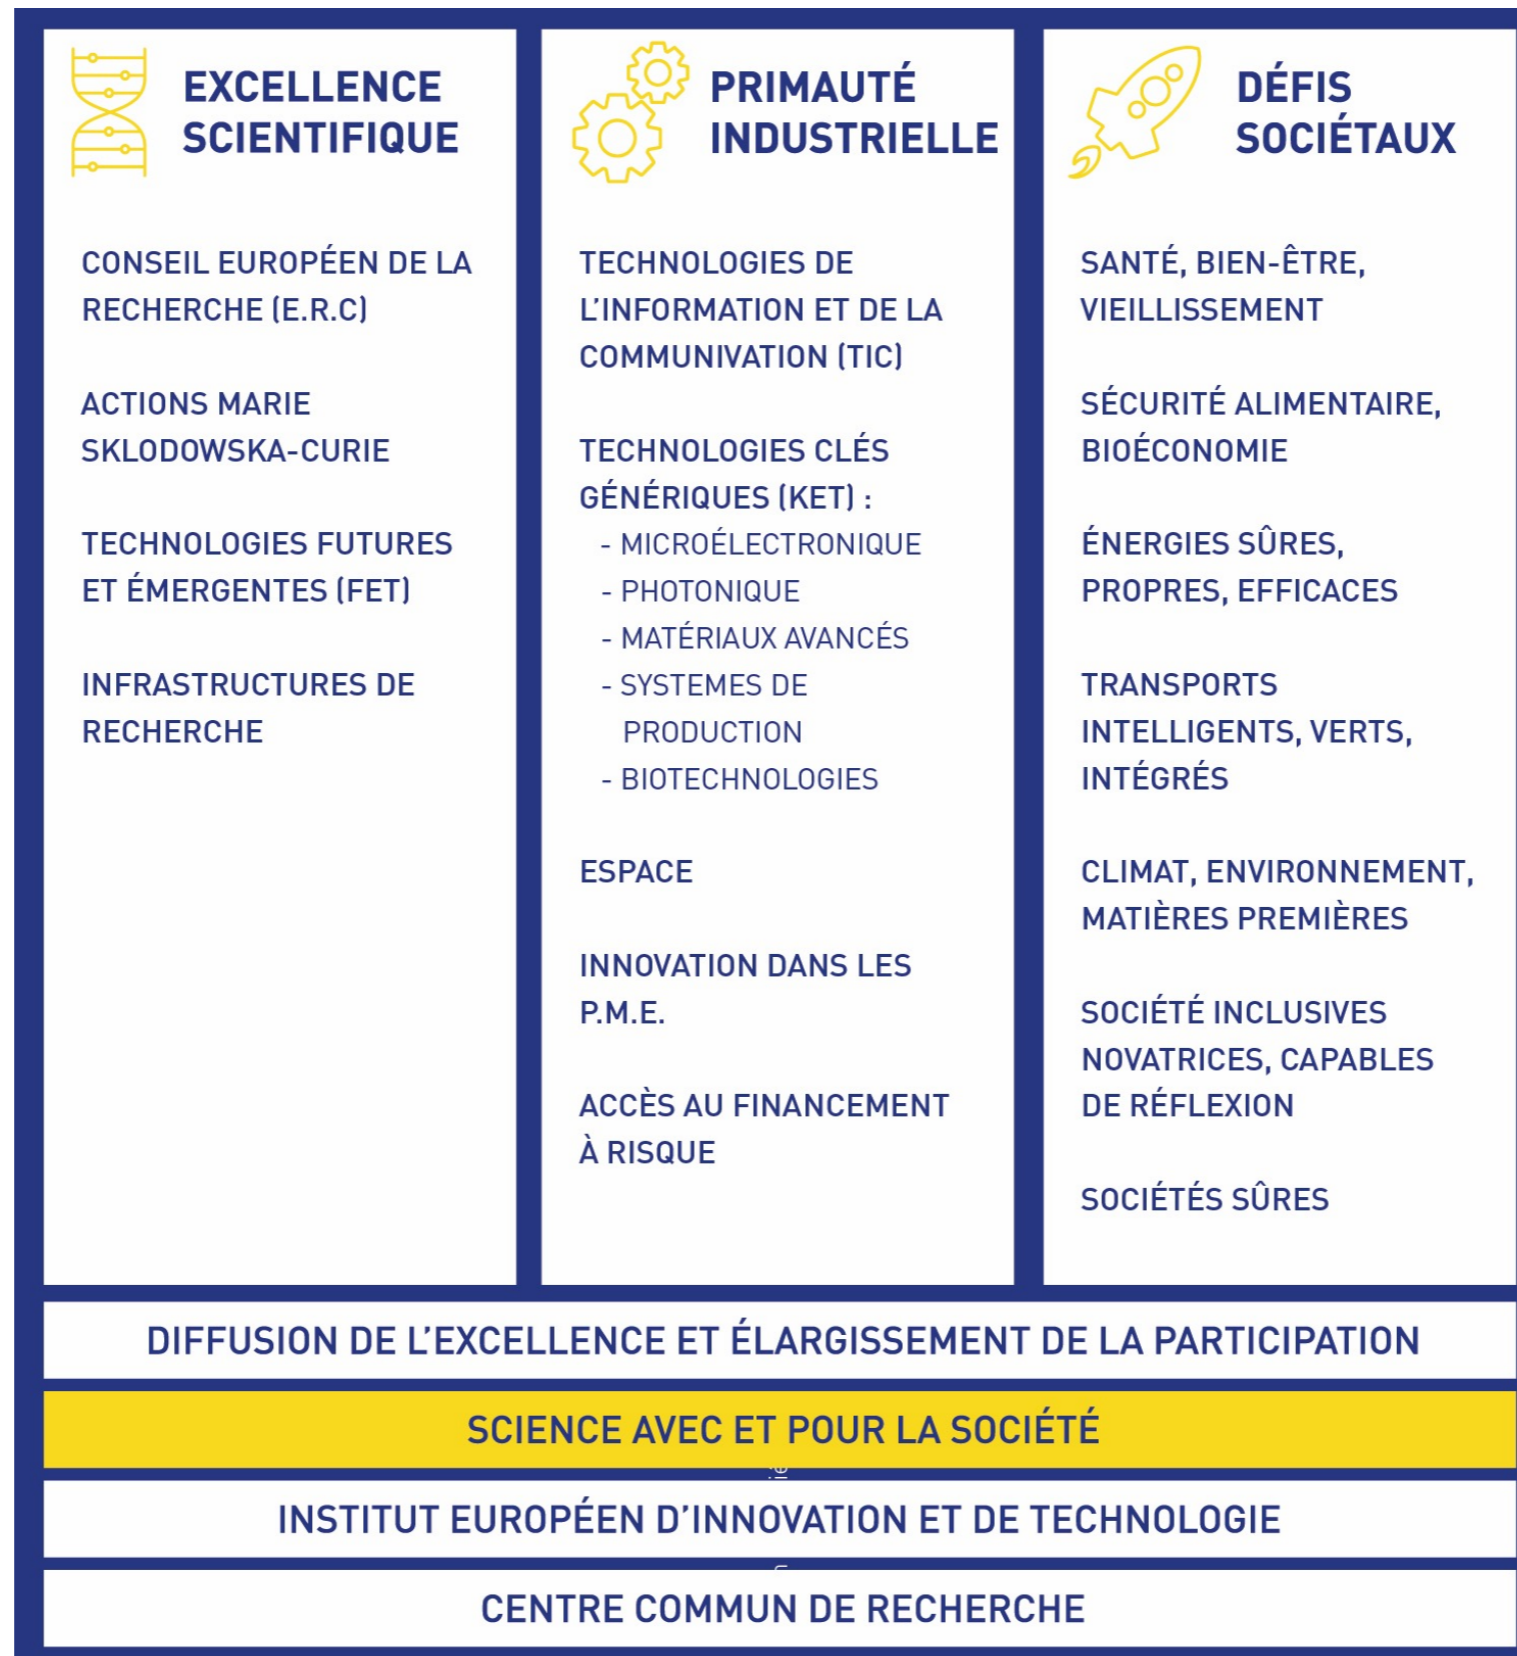 EXCELLENCE
SCIENTIFIQUE
CONSEIL EUROPÉEN DE LA
RECHERCHE (E.R.C)
ACTIONS MARIE
SKLODOWSKA-CURIE
TECHNOLOGIES FUTURES
ET ÉMERGENTES (FET)
INFRASTRUCTURES DE
RECHERCHE
PRIMAUTÉ
INDUSTRIELLE
TECHNOLOGIES DE
L'INFORMATION ET DE LA
COMMUNIVATION (TIC)
TECHNOLOGIES CLÉS
GÉNÉRIQUES (KET) :
- MICROÉLECTRONIQUE
- PHOTONIQUE
- MATÉRIAUX AVANCÉS
- SYSTEMES DE
PRODUCTION
- BIOTECHNOLOGIES
ESPACE
INNOVATION DANS LES
P.M.E.
ACCÈS AU FINANCEMENT
À RISQUE
DÉFIS
SOCIÉTAUX
SANTÉ, BIEN-ÊTRE,
VIEILLISSEMENT
SÉCURITÉ ALIMENTAIRE,
BIOÉCONOMIE
ÉNERGIES SÛRES,
PROPRES, EFFICACES
TRANSPORTS
INTELLIGENTS, VERTS,
INTÉGRÉS
CLIMAT, ENVIRONNEMENT,
MATIÈRES PREMIÈRES
SOCIÉTÉ INCLUSIVES
NOVATRICES, CAPABLES
DE RÉFLEXION
SOCIÉTÉS SÛRES
DIFFUSION DE L'EXCELLENCE ET ÉLARGISSEMENT DE LA PARTICIPATION
SCIENCE AVEC ET POUR LA SOCIÉTÉ
INSTITUT EUROPÉEN D'INNOVATION ET DE TECHNOLOGIE
CENTRE COMMUN DE RECHERCHE